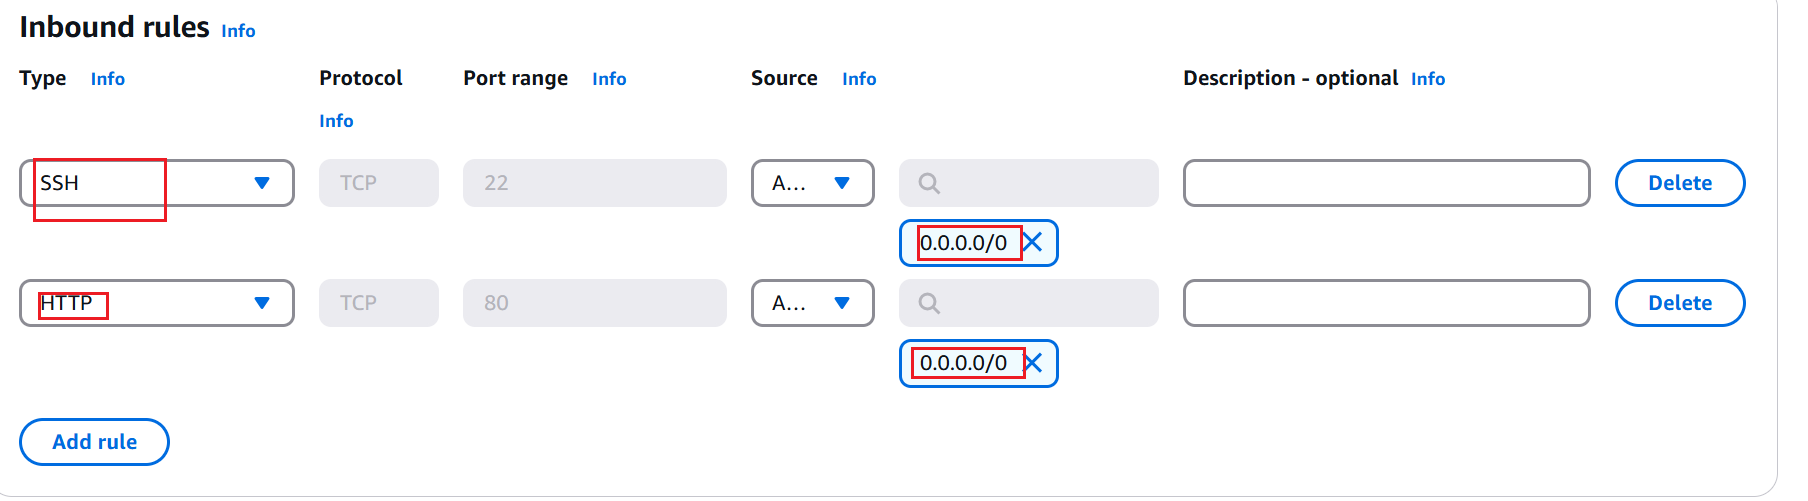 Inbound rules Info
Type Info Protocol Info Port range Info Source Info Description - optional Info
SSH TCP 22 A... Delete
0.0.0.0/0
HTTP TCP 80 A... Delete
0.0.0.0/0
Add rule